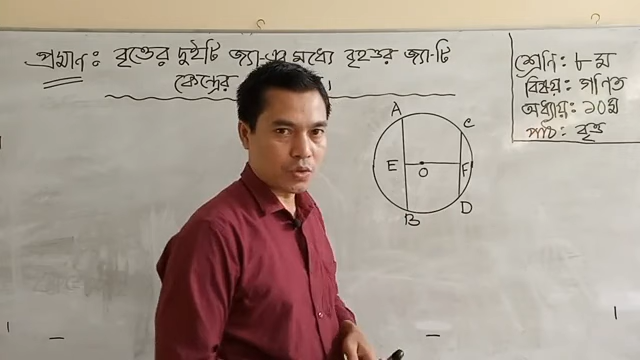 প্রমাণ: বৃত্তের দুইটি জ্যা-এর মধ্যে বৃহত্তর জ্যা-টি
কেন্দ্রের
শ্রেনি: ৮ম
বিষয়: গণিত
অধ্যায়: ১০ম
পাঠ: বৃত্ত
A
C
E
O
F
B
D